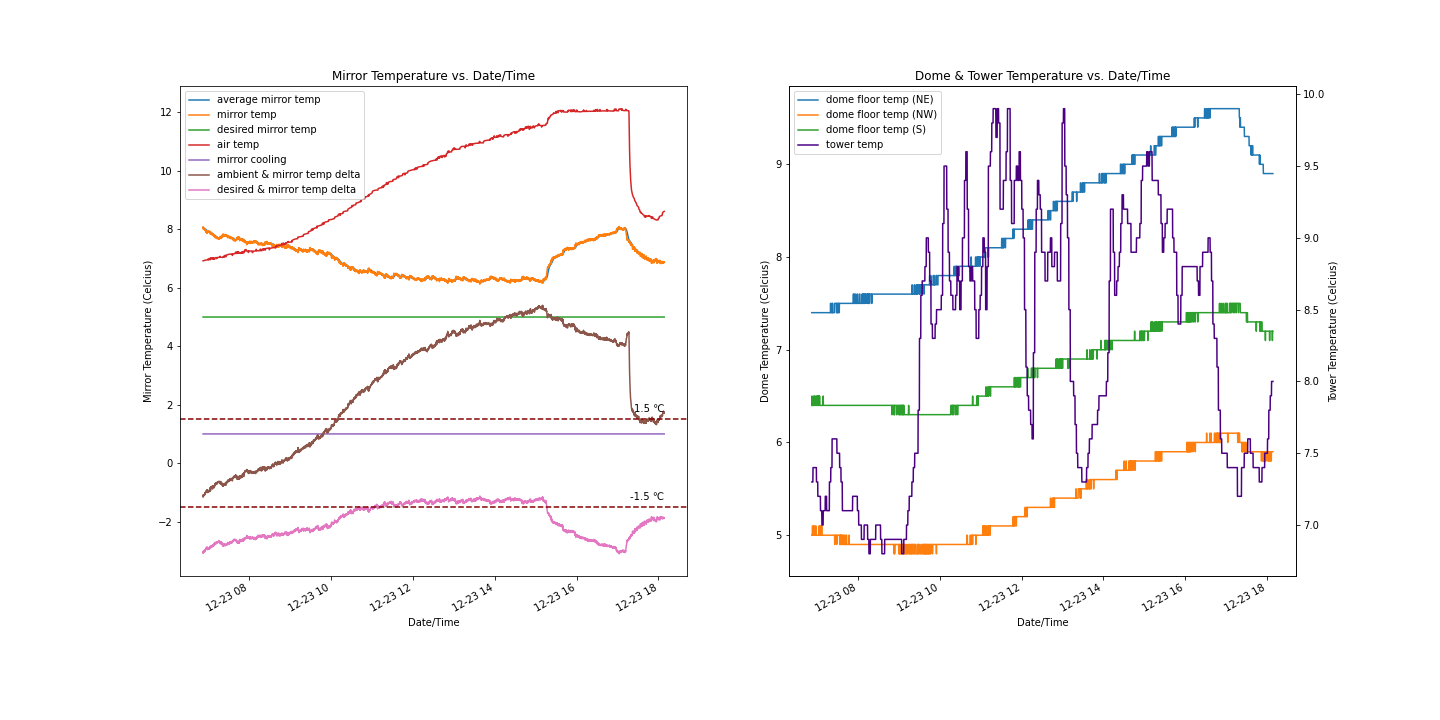 Mirror Temperature vs. Date/Time
average mirror temp
mirror temp
desired mirror temp
air temp
mirror cooling
ambient & mirror temp delta
desired & mirror temp delta
12
10
8
6
4
2
0
−2
Mirror Temperature (Celcius)
1.5 °C
-1.5 °C
12-23 08
12-23 10
12-23 12
12-23 14
12-23 16
12-23 18
Date/Time
Dome & Tower Temperature vs. Date/Time
dome floor temp (NE)
dome floor temp (NW)
dome floor temp (S)
tower temp
9
8
7
6
5
Dome Temperature (Celcius)
10.0
9.5
9.0
8.5
8.0
7.5
7.0
Tower Temperature (Celcius)
12-23 08
12-23 10
12-23 12
12-23 14
12-23 16
12-23 18
Date/Time